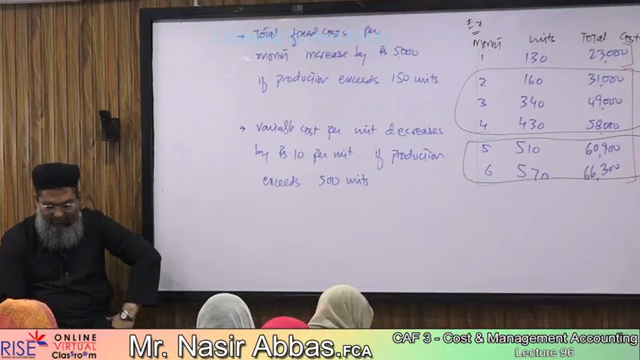 • Total fixed costs per
month increase by Rs 5,000
if production exceeds 150 units
• Variable cost per unit decreases
by Rs.10 per unit if production
exceeds 500 units
Ex
Month units Total Cost
1 130 23,000
2 160 31,000
3 340 49,000
4 430 58,000
5 510 60,900
6 570 66,300
RISE
ONLINE
VIRTUAL
Classroom
Mr. Nasir Abbas.FCA
CAF 3 - Cost & Management Accounting
Lecture 96